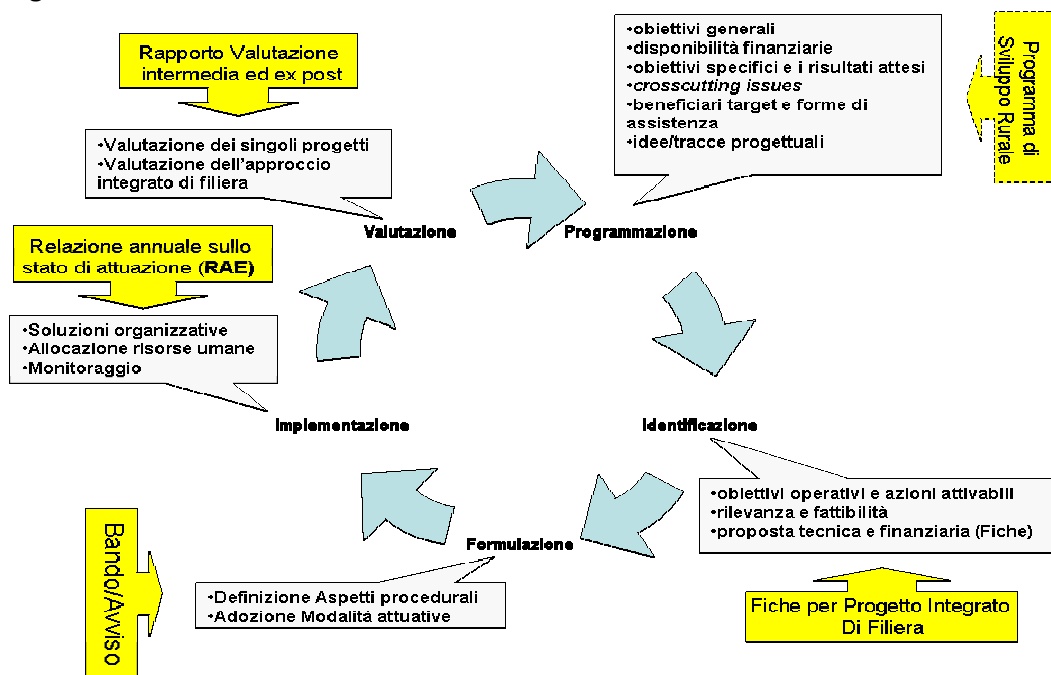 Rapporto Valutazione
intermedia ed ex post
•Valutazione dei singoli progetti
•Valutazione dell'approccio
integrato di filiera
•obiettivi generali
•disponibilità finanziarie
•obiettivi specifici e i risultati attesi
•crosscutting issues
•beneficiari target e forme di
assistenza
•idee/tracce progettuali
Programma di
Sviluppo Rurale
Valutazione
Programmazione
Relazione annuale sullo
stato di attuazione (RAE)
•Soluzioni organizzative
•Allocazione risorse umane
•Monitoraggio
Implementazione
Identificazione
•obiettivi operativi e azioni attivabili
•rilevanza e fattibilità
•proposta tecnica e finanziaria (Fiche)
Formulazione
Bando/Avviso
•Definizione Aspetti procedurali
•Adozione Modalità attuative
Fiche per Progetto Integrato
Di Filiera